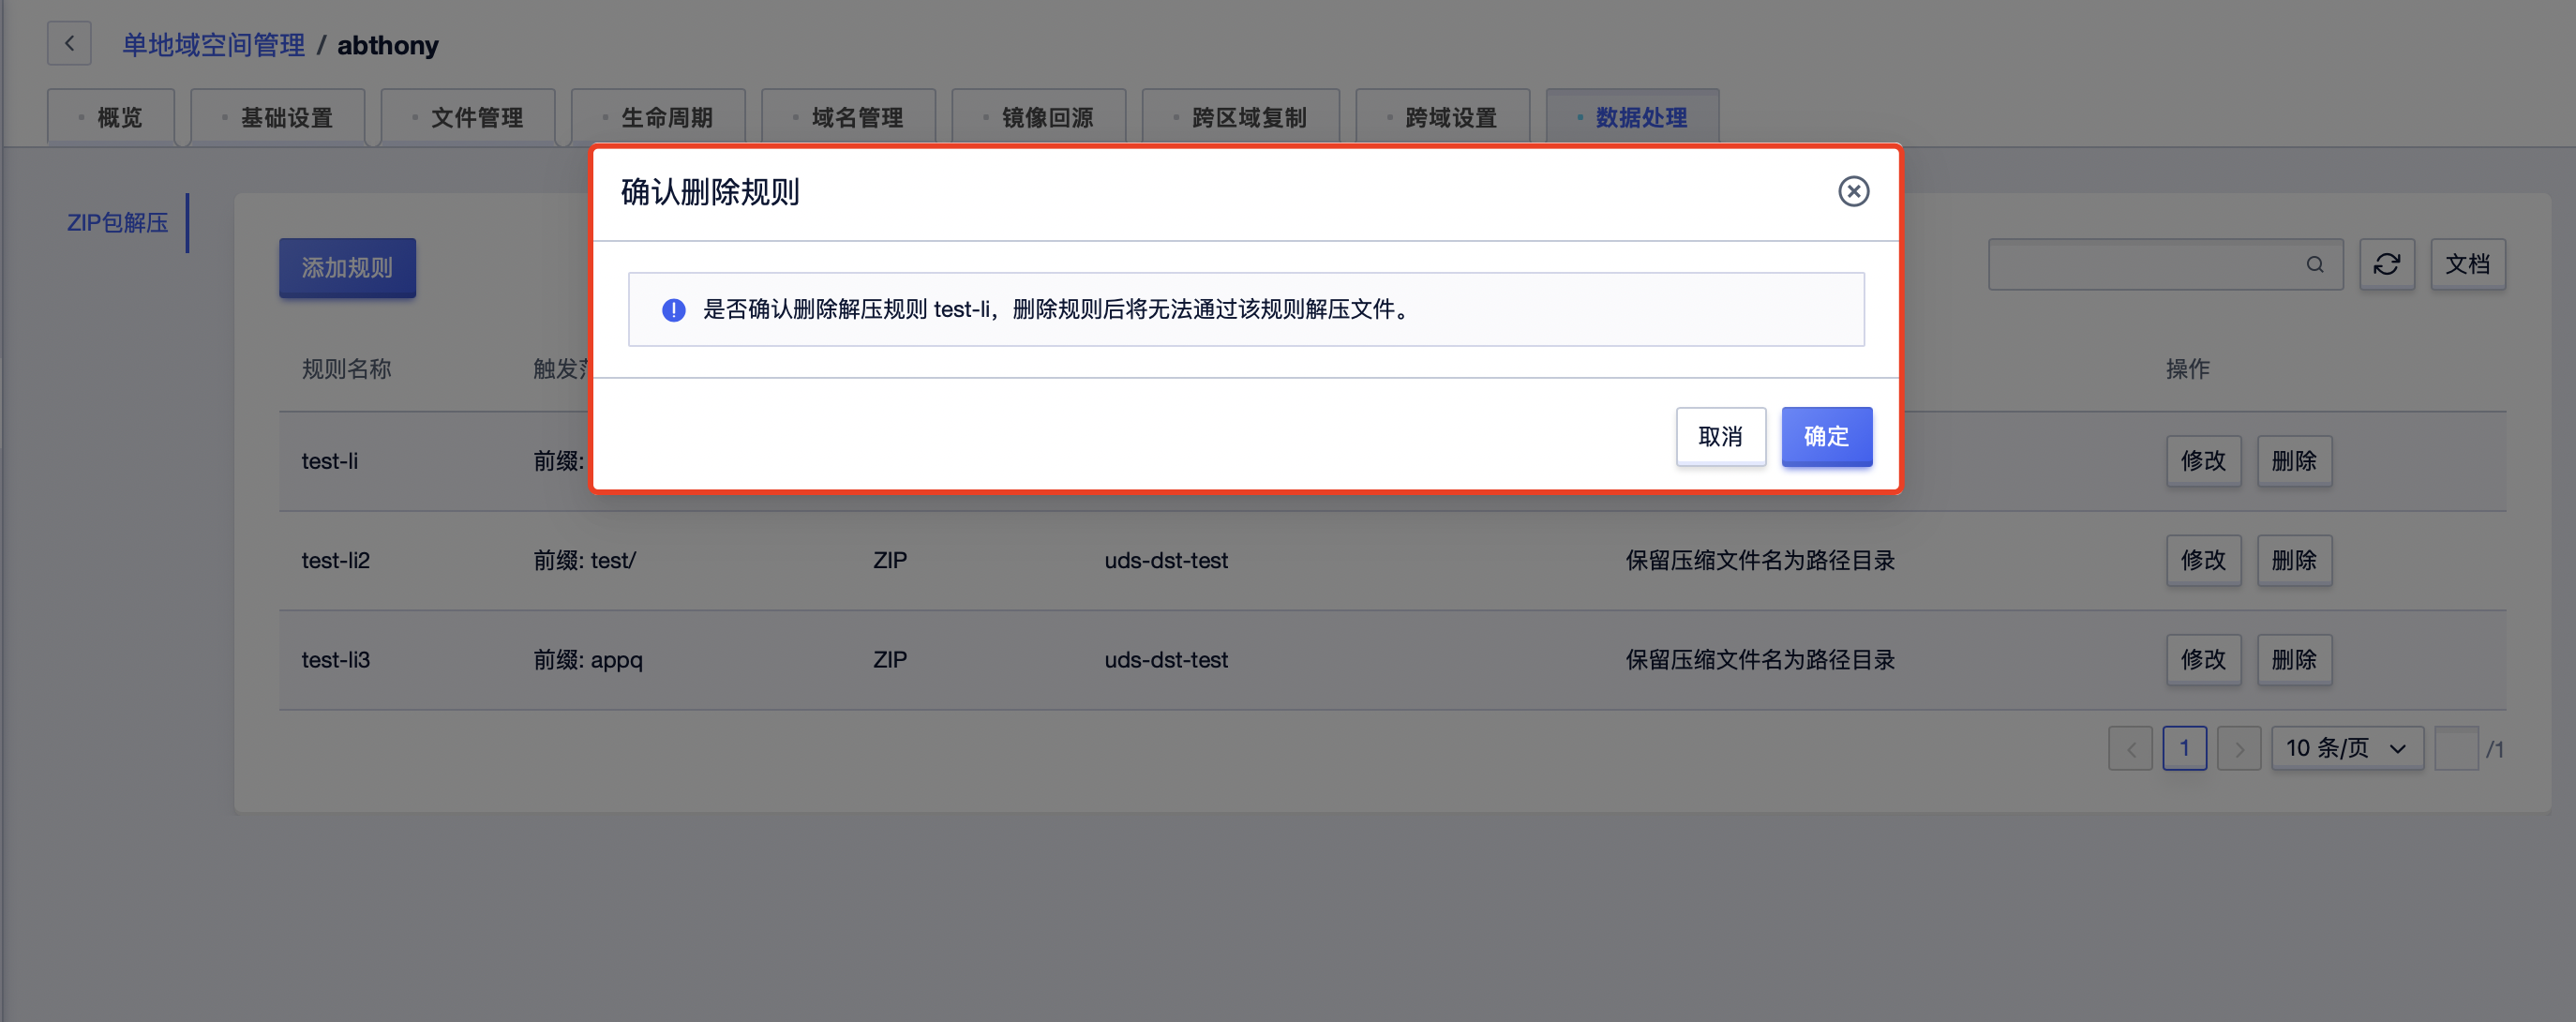 单地域空间管理 / abthony
概览 基础设置 文件管理 生命周期 域名管理 镜像回源 跨区域复制 跨域设置 数据处理
确认删除规则
ZIP包解压
添加规则
文档
是否确认删除解压规则 test-li，删除规则后将无法通过该规则解压文件。
规则名称 触发 操作
取消 确定
test-li 前缀: 修改 删除
test-li2 前缀: test/ ZIP uds-dst-test 保留压缩文件名为路径目录 修改 删除
test-li3 前缀: appq ZIP uds-dst-test 保留压缩文件名为路径目录 修改 删除
1 10 条/页 /1